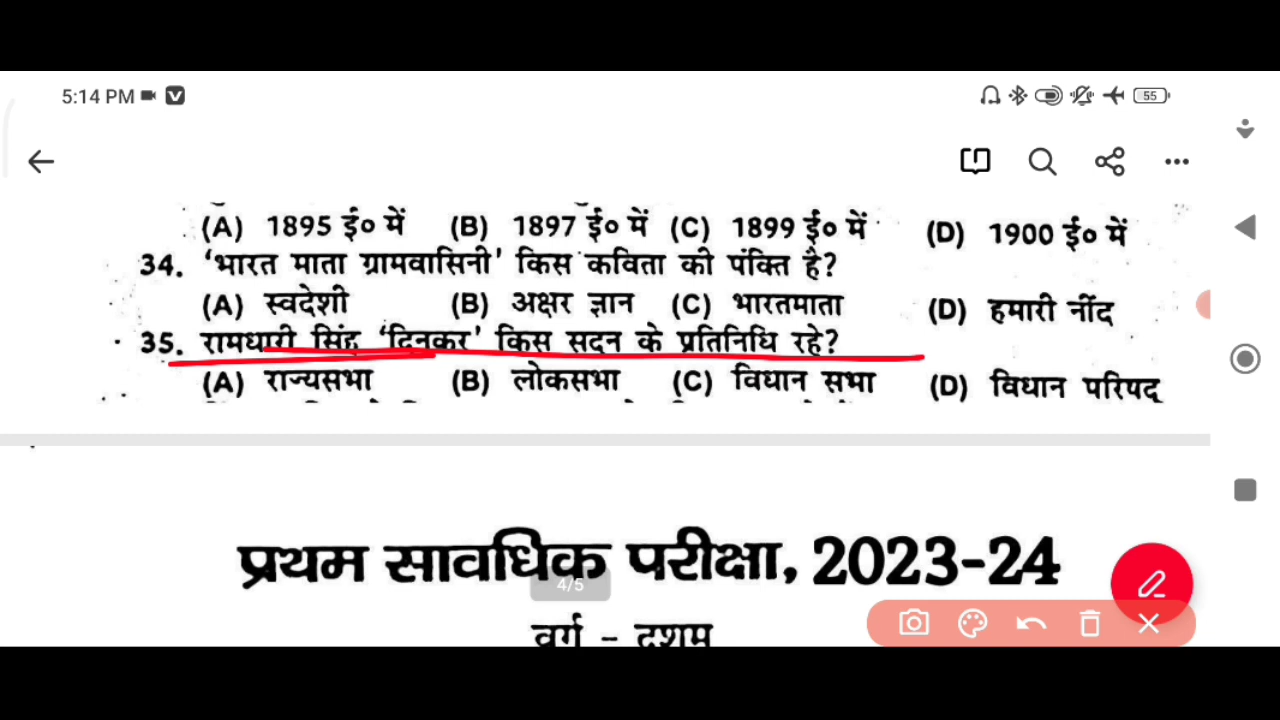 5:14 PM
55
(A) 1895 ई० में (B) 1897 ई० में (C) 1899 ई० में (D) 1900 ई० में
34. 'भारत माता ग्रामवासिनी' किस कविता की पंक्ति है?
(A) स्वदेशी (B) अक्षर ज्ञान (C) भारतमाता (D) हमारी नींद
35. रामधारी सिंह 'दिनकर' किस सदन के प्रतिनिधि रहे?
(A) राज्यसभा (B) लोकसभा (C) विधान सभा (D) विधान परिषद्
प्रथम सावधिक परीक्षा, 2023-24
4/5
वर्ग - दशम